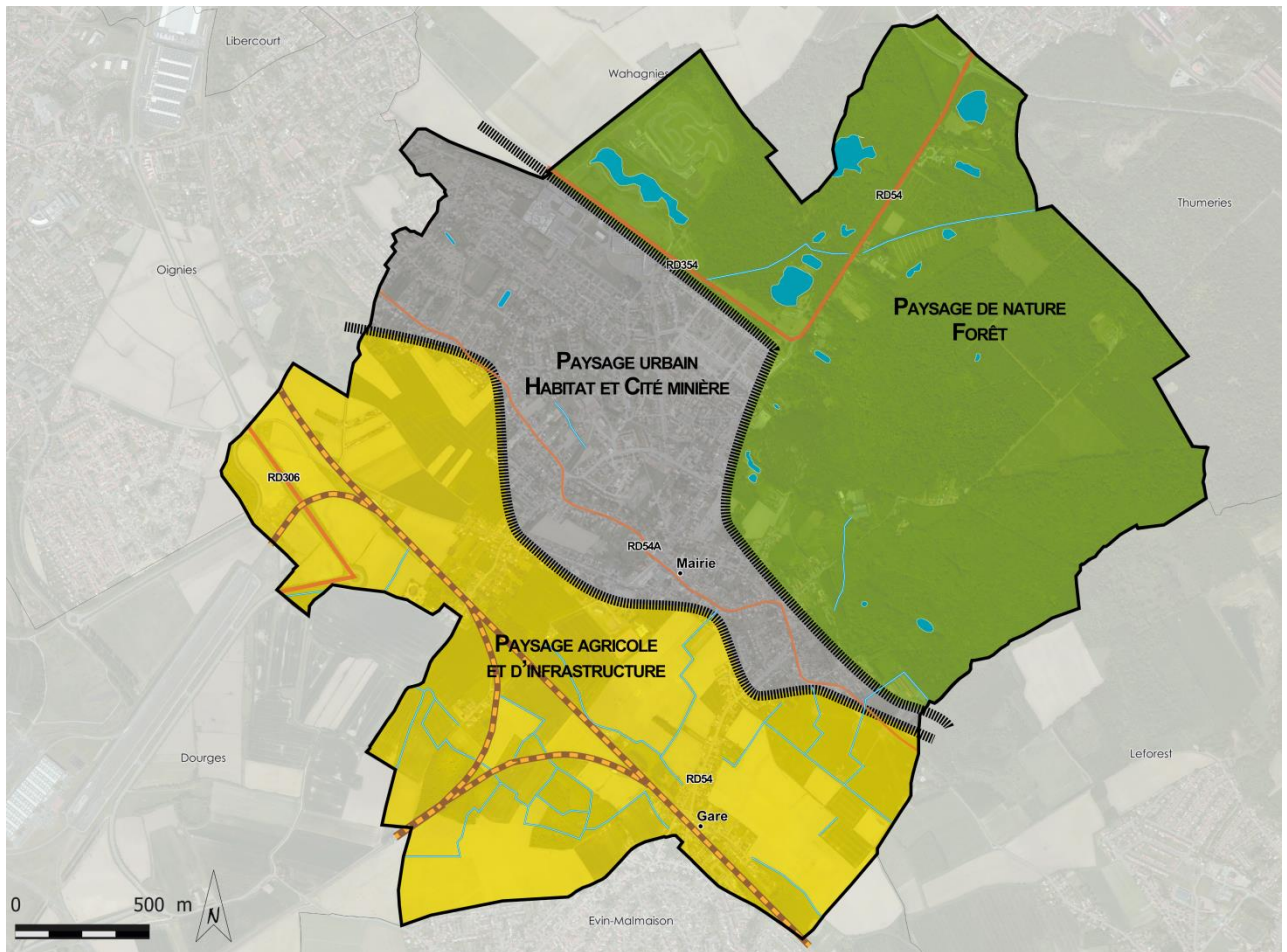 Libercourt
Wahagnies
Thumeries
RD54
Oignies
RD354
PAYSAGE DE NATURE
FORÊT
PAYSAGE URBAIN
HABITAT ET CITÉ MINIÈRE
RD306
RD54A
Mairie
PAYSAGE AGRICOLE
ET D'INFRASTRUCTURE
Dourges
Leforest
RD54
Gare
0 500 m
N
Evin-Malmaison